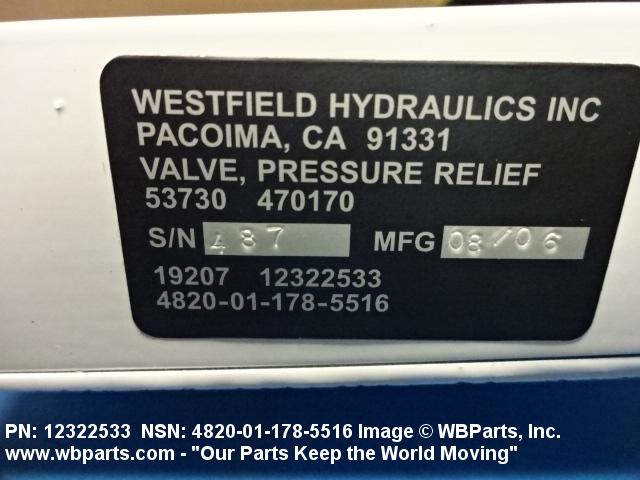 WESTFIELD HYDRAULICS INC
PACOIMA, CA 91331
VALVE, PRESSURE RELIEF
53730 470170
S/N 487 MFG 08/06
19207 12322533
4820-01-178-5516
PN: 12322533 NSN: 4820-01-178-5516 Image © WBParts, Inc.
www.wbparts.com - "Our Parts Keep the World Moving"